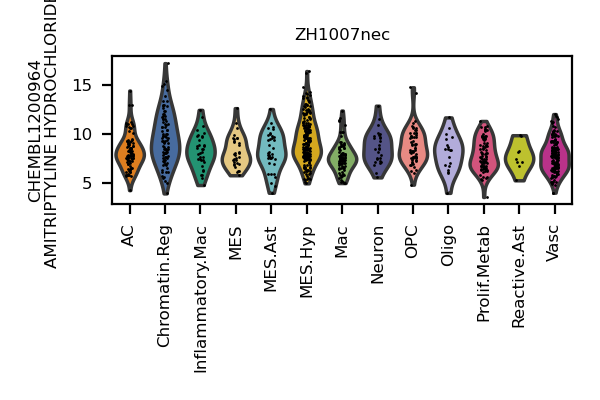 ZH1007nec
CHEMBL1200964
AMITRIPTYLINE HYDROCHLORIDE
15
10
5
AC
Chromatin.Reg
Inflammatory.Mac
MES
MES.Ast
MES.Hyp
Mac
Neuron
OPC
Oligo
Prolif.Metab
Reactive.Ast
Vasc